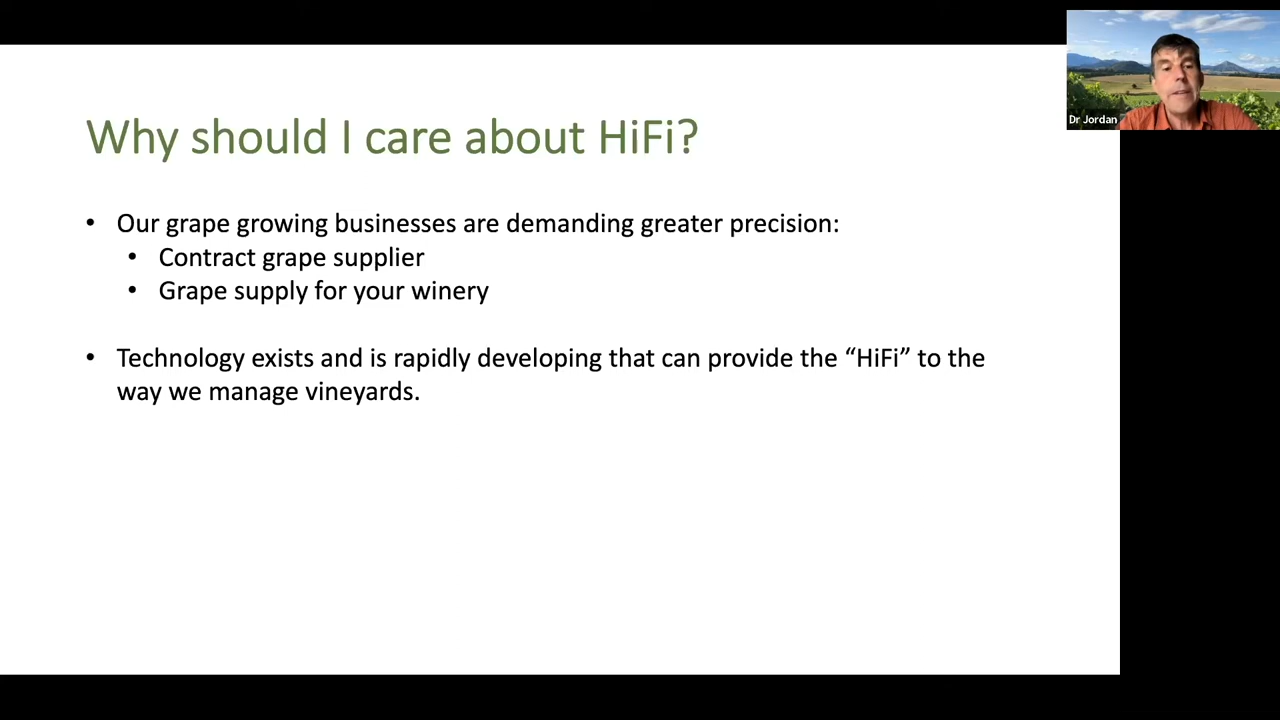 Why should I care about HiFi?
• Our grape growing businesses are demanding greater precision:
• Contract grape supplier
• Grape supply for your winery
• Technology exists and is rapidly developing that can provide the “HiFi” to the
way we manage vineyards.
Dr Jordan